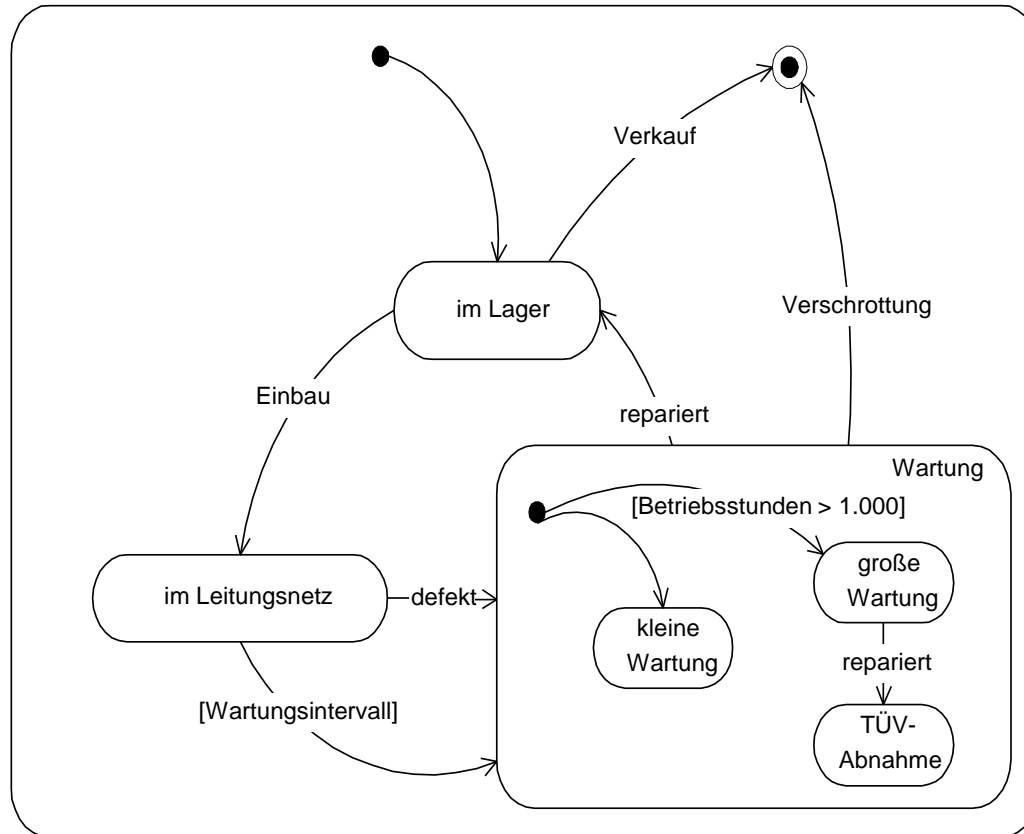 Verkauf
im Lager
Verschrottung
Einbau
repariert
Wartung
[Betriebsstunden > 1.000]
große
Wartung
im Leitungsnetz
defekt
kleine
Wartung
repariert
[Wartungsintervall]
TÜV-
Abnahme